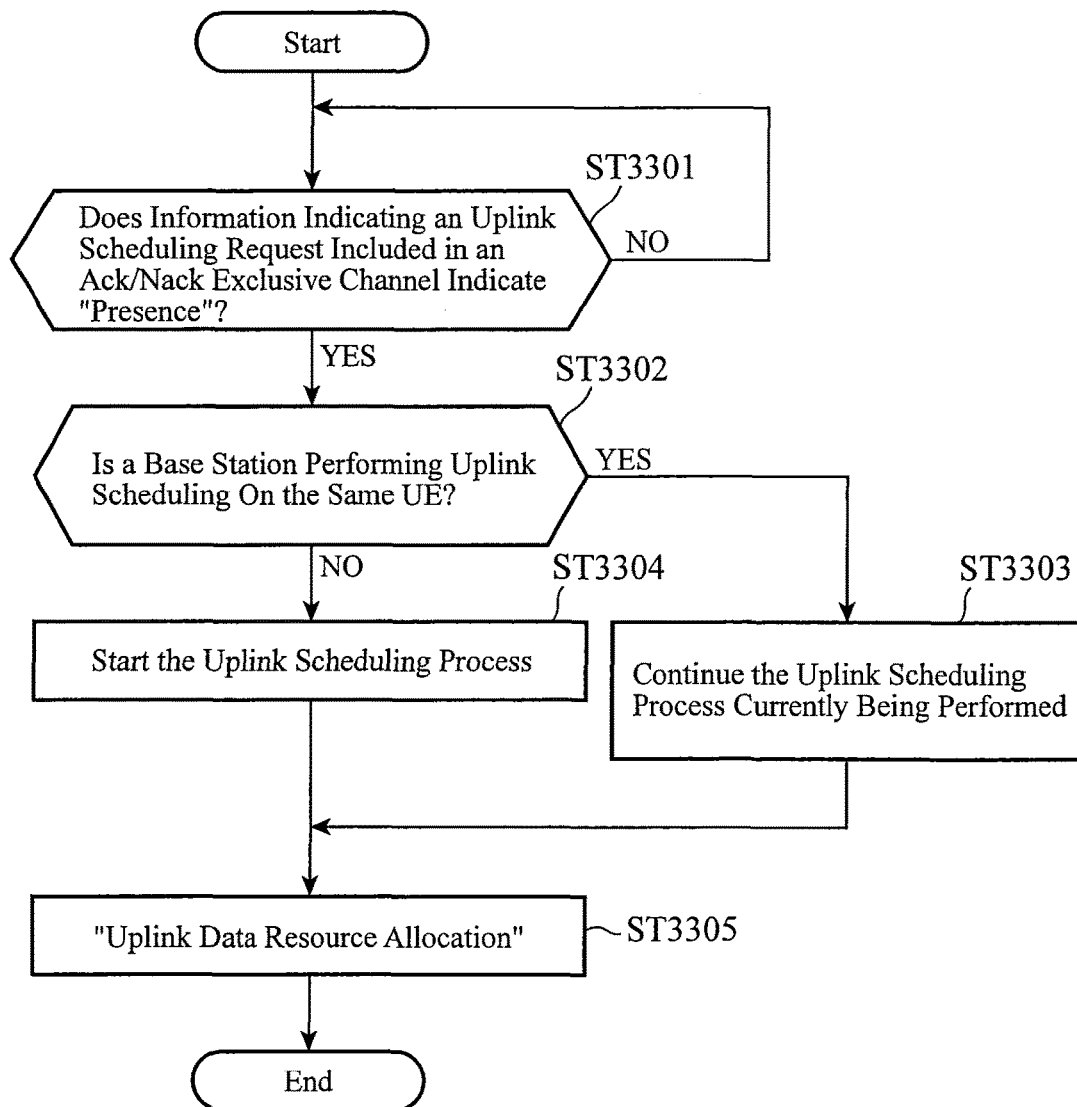 Start
ST3301
Does Information Indicating an Uplink
Scheduling Request Included in an
Ack/Nack Exclusive Channel Indicate
"Presence"?
NO
YES
ST3302
Is a Base Station Performing Uplink
Scheduling On the Same UE?
YES
NO
ST3304
ST3303
Start the Uplink Scheduling Process
Continue the Uplink Scheduling
Process Currently Being Performed
"Uplink Data Resource Allocation"
ST3305
End